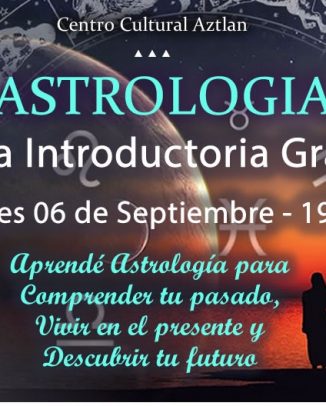 Centro Cultural Aztlan
ASTROLOGIA
a Introductoria Gra
es 06 de Septiembre - 19
Aprendé Astrología para
Comprender tu pasado,
Vivir en el presente y
Descubrir tu futuro